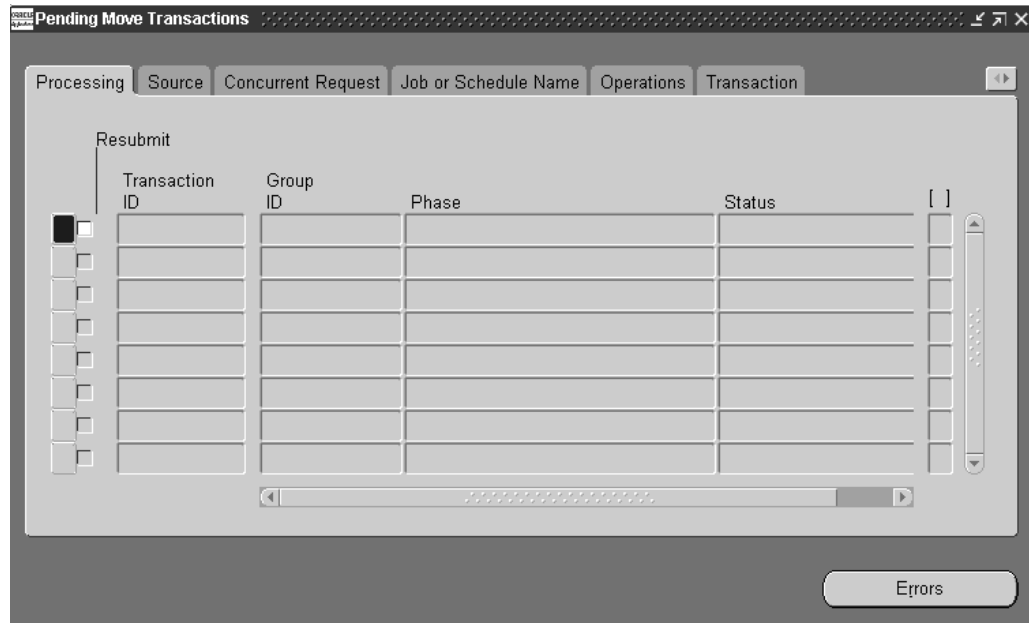 Pending Move Transactions
Processing Source Concurrent Request Job or Schedule Name Operations Transaction
Resubmit
Transaction Group
ID ID Phase Status [ ]
Errors